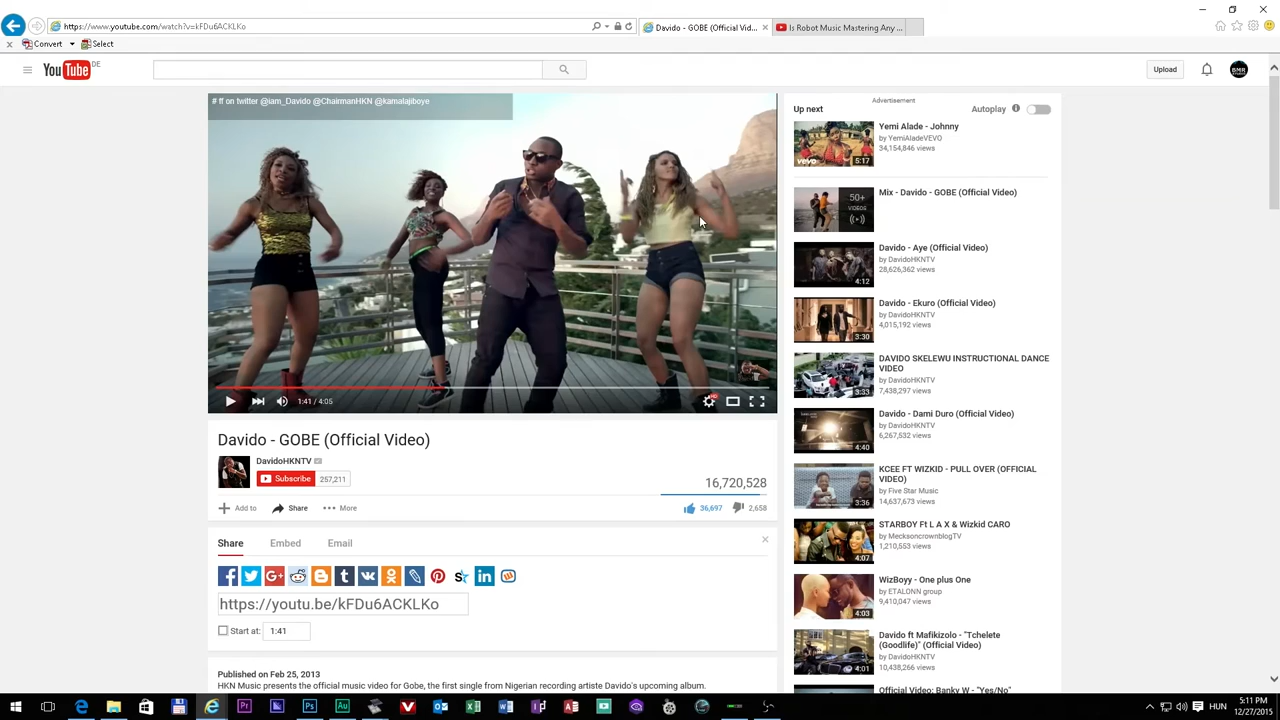 https://www.youtube.com/watch?v=kFDu6ACKLKo
Davido - GOBE (Official Vid...
Is Robot Music Mastering Any ...
Convert
Select
YouTube DE
Upload
BMR
# ff on twitter @iam_Davido @ChairmanHKN @kamalajiboye
1:41 / 4:05
HD
Davido - GOBE (Official Video)
DavidoHKNTV
Subscribe 257,211
16,720,528
Add to Share More
36,697 2,658
Share Embed Email
https://youtu.be/kFDu6ACKLKo
Start at: 1:41
Published on Feb 25, 2013
HKN Music presents the official music video for Gobe, the first single from Nigerian recording artiste Davido's upcoming album.
Advertisement
Up next
Autoplay
Yemi Alade - Johnny
by YemiAladeVEVO
34,154,846 views
vevo
5:17
Mix - Davido - GOBE (Official Video)
50+
VIDEOS
Davido - Aye (Official Video)
by DavidoHKNTV
28,626,362 views
4:12
Davido - Ekuro (Official Video)
by DavidoHKNTV
4,015,192 views
3:30
DAVIDO SKELEWU INSTRUCTIONAL DANCE
VIDEO
by DavidoHKNTV
7,438,297 views
3:33
Davido - Dami Duro (Official Video)
by DavidoHKNTV
6,267,532 views
4:40
KCEE FT WIZKID - PULL OVER (OFFICIAL
VIDEO)
by Five Star Music
14,637,673 views
3:36
STARBOY Ft L A X & Wizkid CARO
by MecksoncrownblogTV
1,210,553 views
4:07
WizBoyy - One plus One
by ETALONN group
9,410,047 views
4:03
Davido ft Mafikizolo - "Tchelete
(Goodlife)" (Official Video)
by DavidoHKNTV
10,438,266 views
4:01
Official Video: Banky W - "Yes/No"
HUN
5:11 PM
12/27/2015